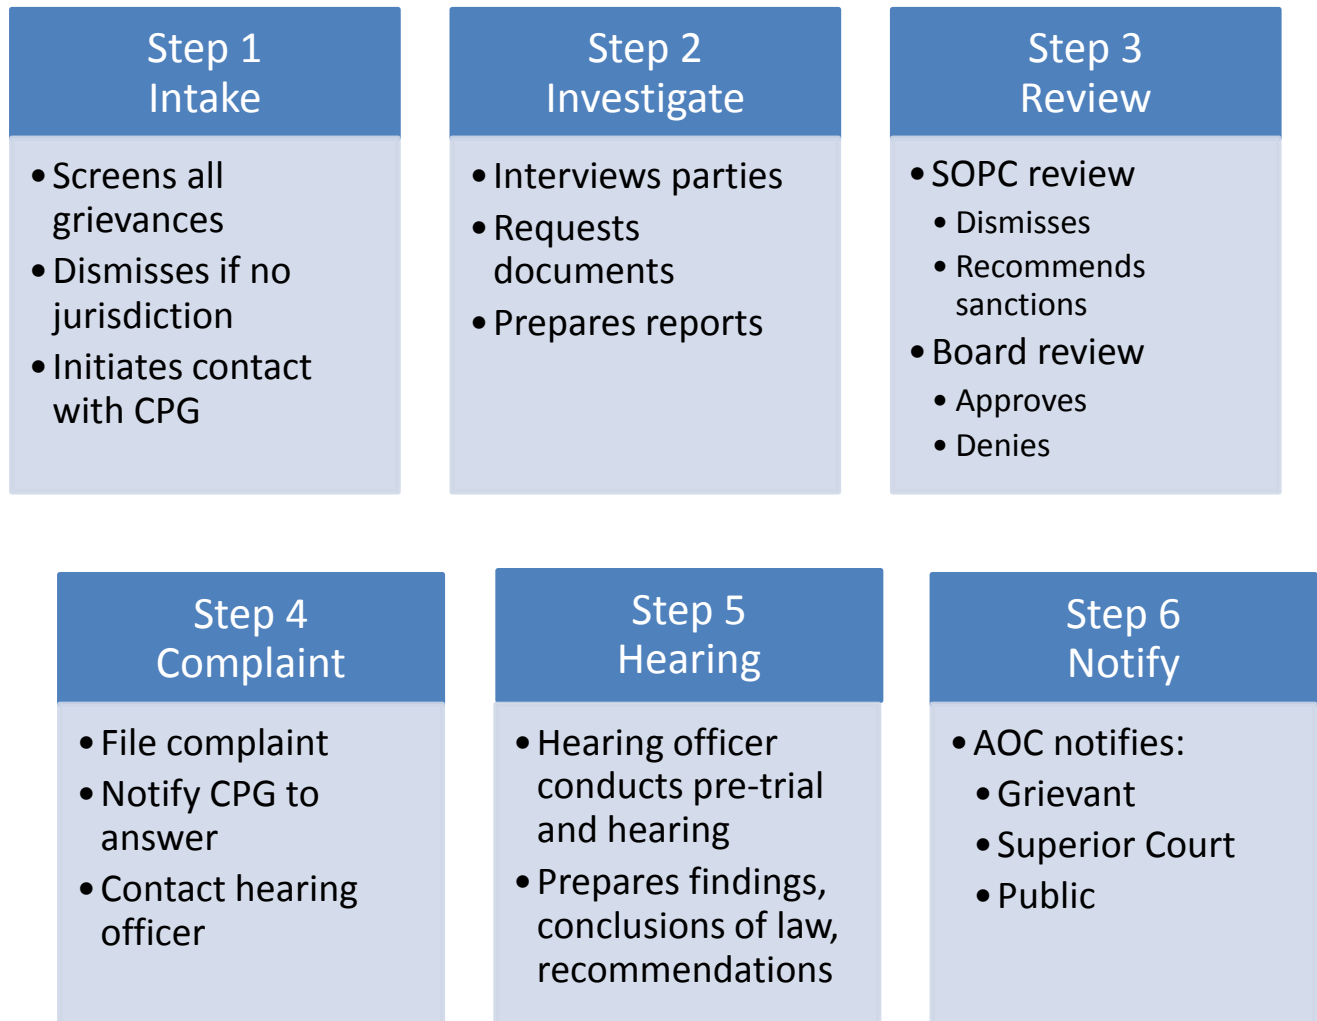 Step 1
Intake
• Screens all
grievances
• Dismisses if no
jurisdiction
• Initiates contact
with CPG
Step 2
Investigate
• Interviews parties
• Requests
documents
• Prepares reports
Step 3
Review
• SOPC review
• Dismisses
• Recommends
sanctions
• Board review
• Approves
• Denies
Step 4
Complaint
• File complaint
• Notify CPG to
answer
• Contact hearing
officer
Step 5
Hearing
• Hearing officer
conducts pre-trial
and hearing
• Prepares findings,
conclusions of law,
recommendations
Step 6
Notify
• AOC notifies:
• Grievant
• Superior Court
• Public